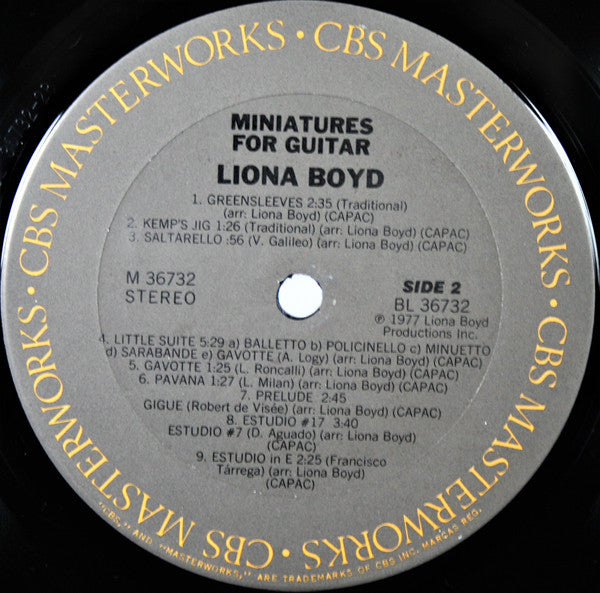 CBS MASTERWORKS · CBS MASTERWORKS · CBS MASTERWORKS · CBS MASTERWORKS · CBS MASTERWORKS ·
MINIATURES
FOR GUITAR
LIONA BOYD
1. GREENSLEEVES 2:35 (Traditional)
(arr: Liona Boyd) (CAPAC)
2. KEMP'S JIG 1:26 (Traditional) (arr: Liona Boyd) (CAPAC)
3. SALTARELLO :56 (V. Galileo) (arr: Liona Boyd) (CAPAC)
M 36732
STEREO
SIDE 2
BL 36732
℗ 1977 Liona Boyd
Productions Inc.
4. LITTLE SUITE 5:29 a) BALLETTO b) POLICINELLO c) MINUETTO
d) SARABANDE e) GAVOTTE (A. Logy) (arr: Liona Boyd) (CAPAC)
5. GAVOTTE 1:25 (L. Roncalli) (arr: Liona Boyd) (CAPAC)
6. PAVANA 1:27 (L. Milan) (arr: Liona Boyd) (CAPAC)
7. PRELUDE 2:45
GIGUE (Robert de Visée) (arr: Liona Boyd) (CAPAC)
8. ESTUDIO #17 3:40
ESTUDIO #7 (D. Aguado) (arr: Liona Boyd)
(CAPAC)
9. ESTUDIO in E 2:25 (Francisco
Tárrega) (arr: Liona Boyd)
(CAPAC)
"CBS," AND "MASTERWORKS," ARE TRADEMARKS OF CBS INC. MARCAS REG.